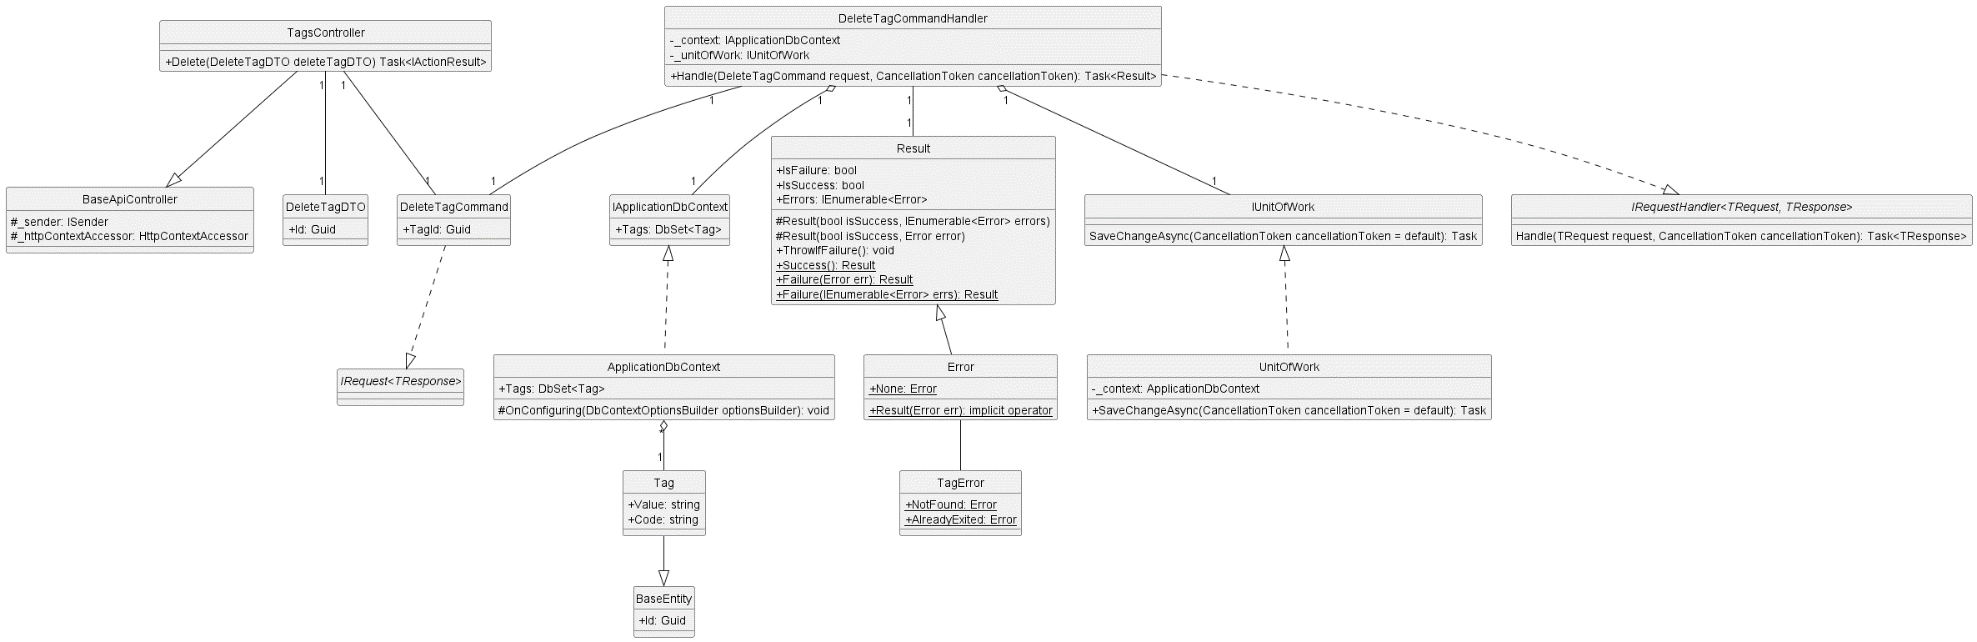 TagsController
+Delete(DeleteTagDTO deleteTagDTO) Task<IActionResult>
DeleteTagCommandHandler
-_context: IApplicationDbContext
-_unitOfWork: IUnitOfWork
+Handle(DeleteTagCommand request, CancellationToken cancellationToken): Task<Result>
1
1
1
1
1
1
1
Result
+IsFailure: bool
+IsSuccess: bool
+Errors: IEnumerable<Error>
#Result(bool isSuccess, IEnumerable<Error> errors)
#Result(bool isSuccess, Error error)
+ThrowIfFailure(): void
+Success(): Result
+Failure(Error err): Result
+Failure(IEnumerable<Error> errs): Result
1
1
1
1
1
BaseApiController
#_sender: ISender
#_httpContextAccessor: HttpContextAccessor
DeleteTagDTO
+Id: Guid
DeleteTagCommand
+TagId: Guid
IApplicationDbContext
+Tags: DbSet<Tag>
IUnitOfWork
SaveChangeAsync(CancellationToken cancellationToken = default): Task
IRequestHandler<TRequest, TResponse>
Handle(TRequest request, CancellationToken cancellationToken): Task<TResponse>
IRequest<TResponse>
ApplicationDbContext
+Tags: DbSet<Tag>
#OnConfiguring(DbContextOptionsBuilder optionsBuilder): void
Error
+None: Error
+Result(Error err): implicit operator
UnitOfWork
-_context: ApplicationDbContext
+SaveChangeAsync(CancellationToken cancellationToken = default): Task
*
1
Tag
+Value: string
+Code: string
TagError
+NotFound: Error
+AlreadyExited: Error
BaseEntity
+Id: Guid